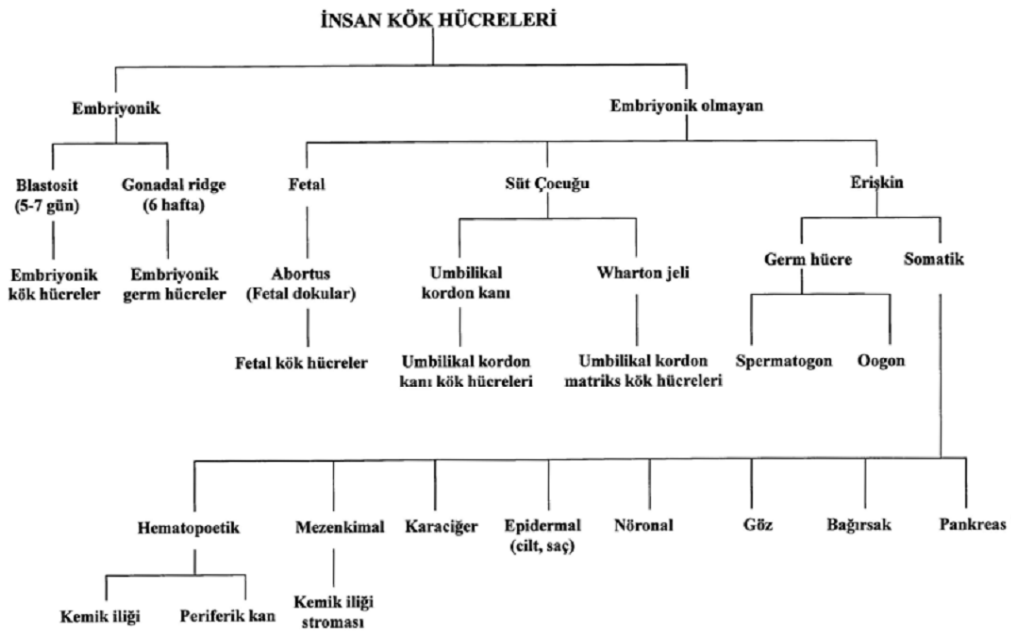 İNSAN KÖK HÜCRELERİ
Embriyonik
Embriyonik olmayan
Blastosit
(5-7 gün)
Gonadal ridge
(6 hafta)
Fetal
Süt Çocuğu
Erişkin
Embriyonik
kök hücreler
Embriyonik
germ hücreler
Abortus
(Fetal dokular)
Umbilikal
kordon kanı
Wharton jeli
Germ hücre
Somatik
Fetal kök hücreler
Umbilikal kordon
kanı kök hücreleri
Umbilikal kordon
matriks kök hücreleri
Spermatogon
Oogon
Hematopoetik
Mezenkimal
Karaciğer
Epidermal
(cilt, saç)
Nöronal
Göz
Bağırsak
Pankreas
Kemik iliği
Periferik kan
Kemik iliği
stroması